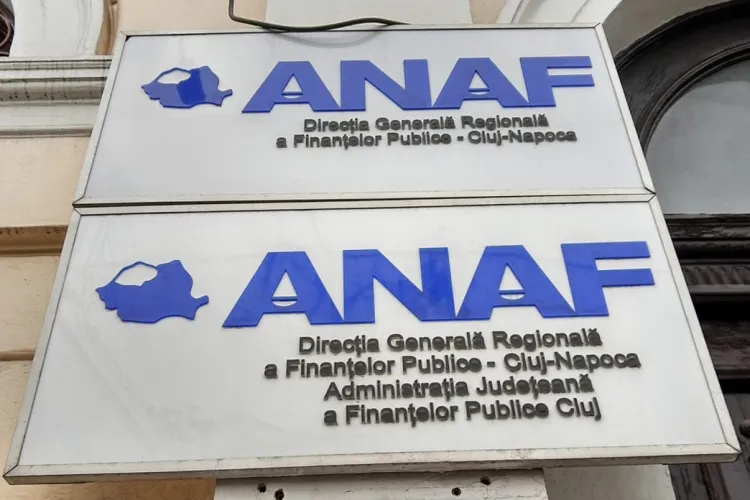 ANAF
Direcția Generală Regională
a Finanțelor Publice - Cluj-Napoca
ANAF
Direcția Generală Regională
a Finanțelor Publice - Cluj-Napoca
Administrația Județeană
a Finanțelor Publice Cluj